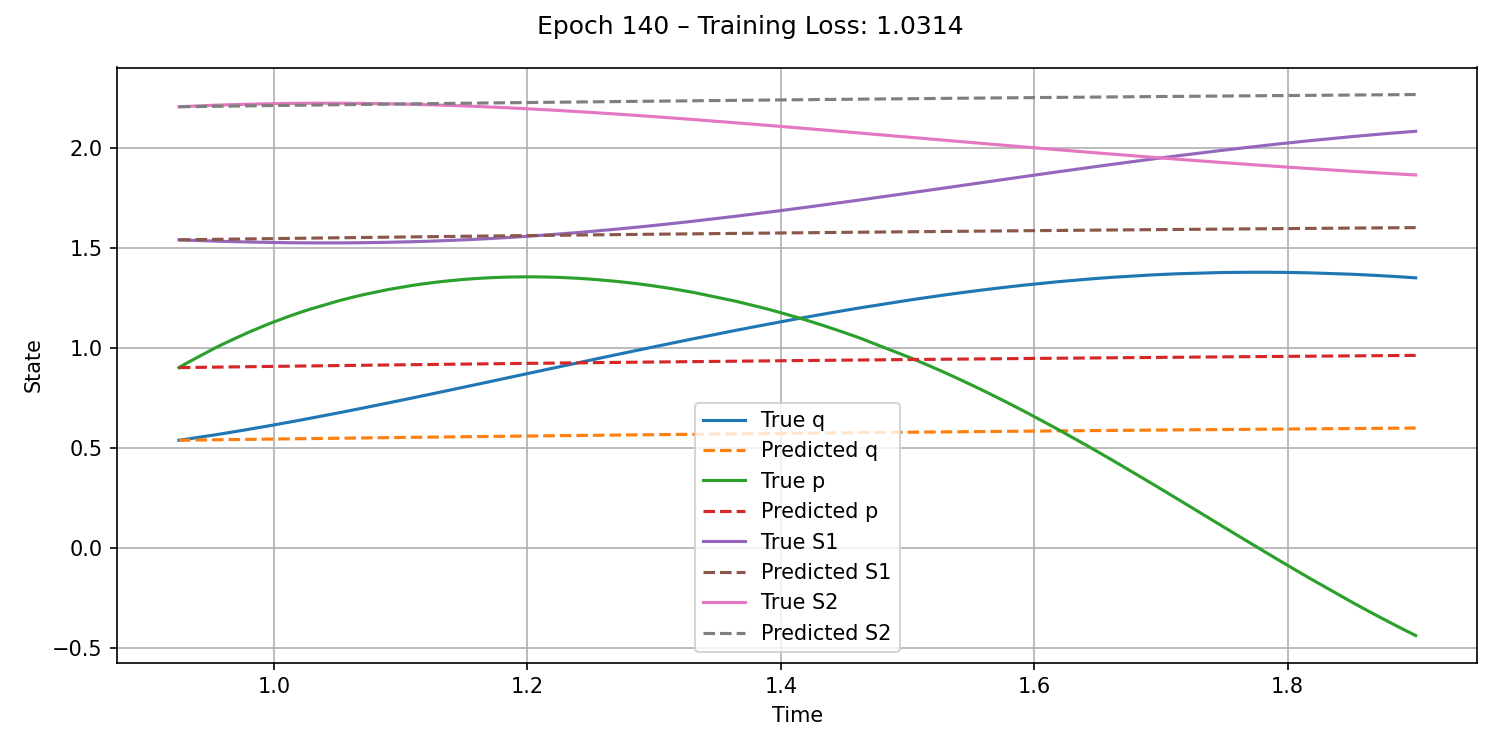 Epoch 140 – Training Loss: 1.0314
State
2.0
1.5
1.0
0.5
0.0
−0.5
True q
Predicted q
True p
Predicted p
True S1
Predicted S1
True S2
Predicted S2
1.0 1.2 1.4 1.6 1.8
Time